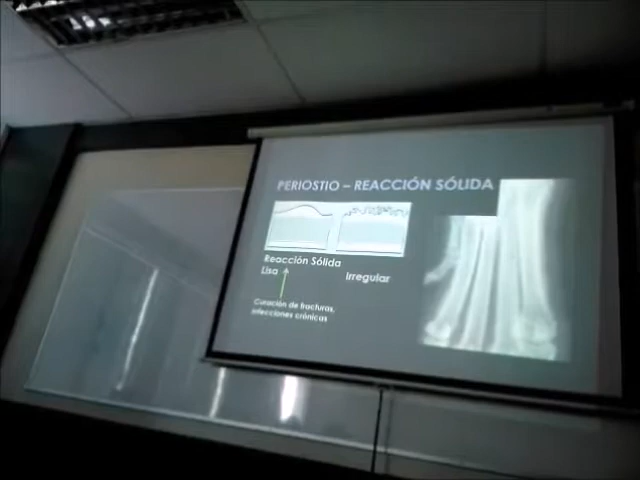 PERIOSTIO – REACCIÓN SÓLIDA
Reacción Sólida
Lisa
Irregular
Curación de fracturas,
infecciones crónicas